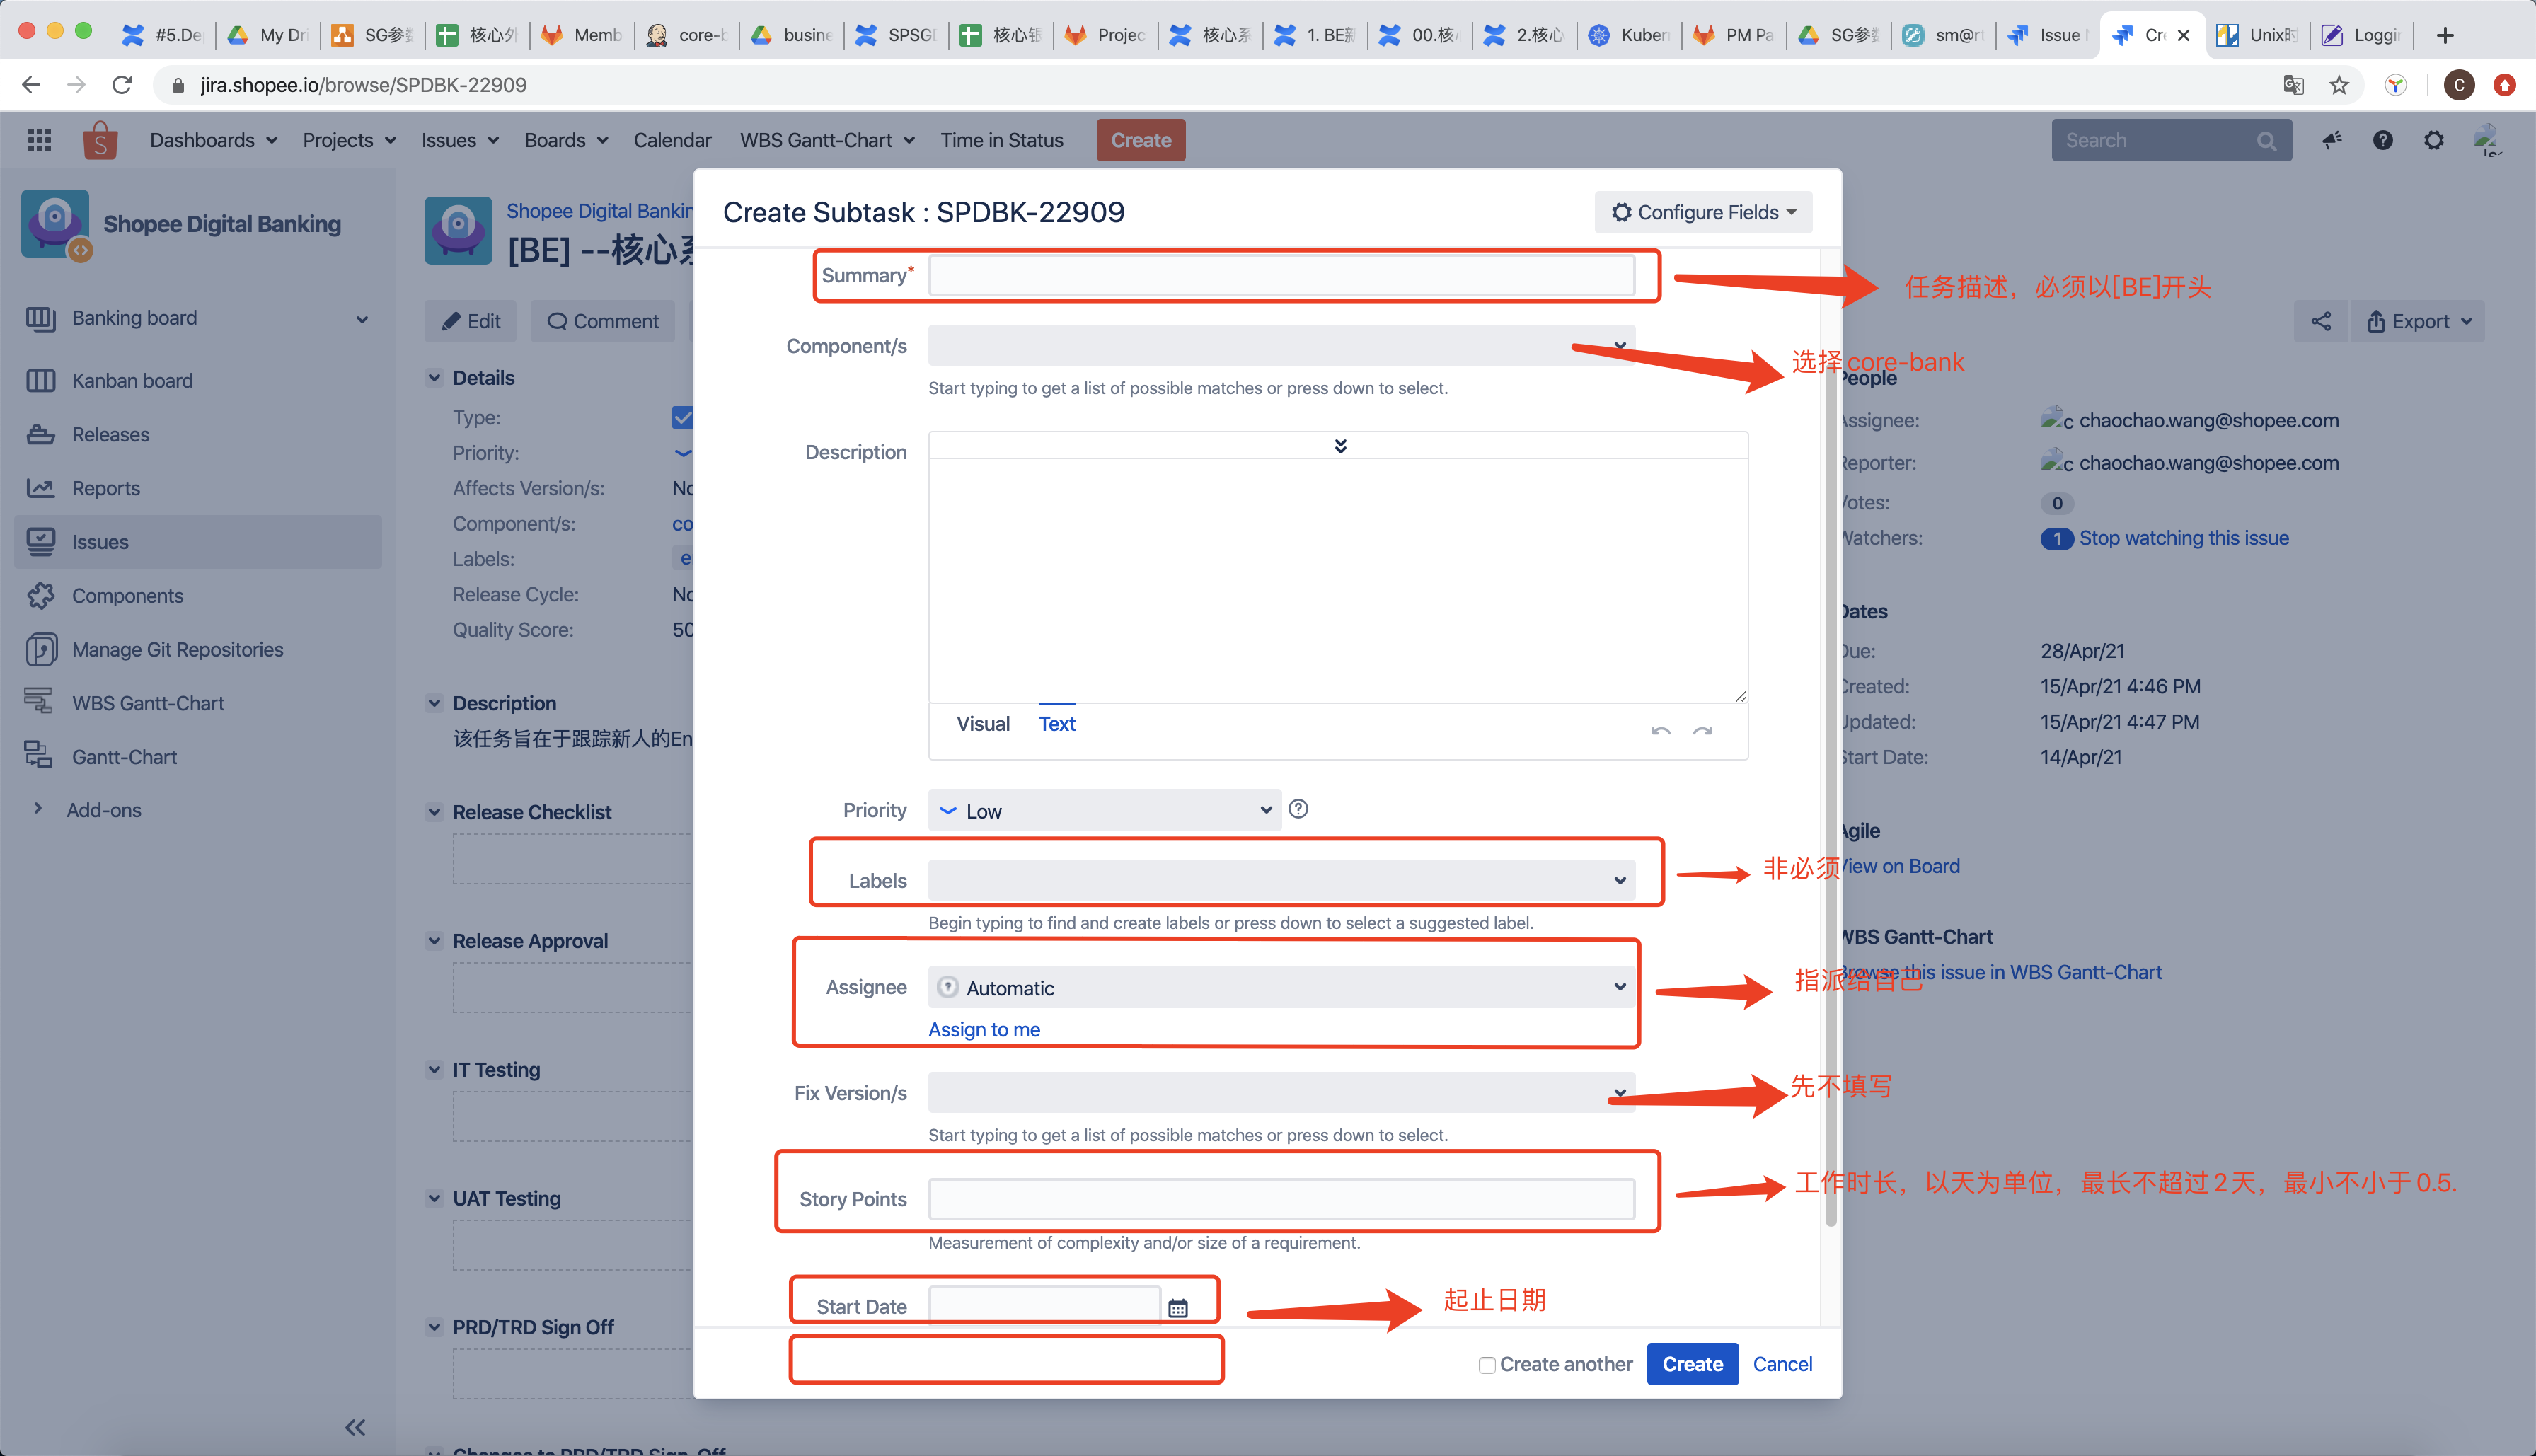 #5.De
My Dri
SG参数
核心外
Memb
core-b
busine
SPSG
核心银
Projec
核心系
1. BE新
00.核心
2.核心
Kuber
PM Pa
SG参数
sm@r
Issue
Cre
Unix时
Loggin
jira.shopee.io/browse/SPDBK-22909
C
Dashboards
Projects
Issues
Boards
Calendar
WBS Gantt-Chart
Time in Status
Create
Search
Shopee Digital Banking
Banking board
Kanban board
Releases
Reports
Issues
Components
Manage Git Repositories
WBS Gantt-Chart
Gantt-Chart
Add-ons
Shopee Digital Bankin
[BE] --核心系
Edit
Comment
Export
Details
Type:
Priority:
Affects Version/s: No
Component/s: co
Labels: en
Release Cycle: No
Quality Score: 50
Description
该任务旨在于跟踪新人的En
Release Checklist
Release Approval
IT Testing
UAT Testing
PRD/TRD Sign Off
Changes to PRD/TRD Sign-Off
Create Subtask : SPDBK-22909
Configure Fields
Summary*
任务描述，必须以[BE]开头
Component/s
选择core-bank
Start typing to get a list of possible matches or press down to select.
Description
Visual
Text
Priority
Low
Labels
非必须
Begin typing to find and create labels or press down to select a suggested label.
Assignee
Automatic
指派给自己
Assign to me
Fix Version/s
先不填写
Start typing to get a list of possible matches or press down to select.
Story Points
工作时长，以天为单位，最长不超过2天，最小不小于0.5.
Measurement of complexity and/or size of a requirement.
Start Date
起止日期
Create another
Create
Cancel
People
Assignee: c chaochao.wang@shopee.com
Reporter: c chaochao.wang@shopee.com
Votes: 0
Watchers: 1 Stop watching this issue
Dates
Due: 28/Apr/21
Created: 15/Apr/21 4:46 PM
Updated: 15/Apr/21 4:47 PM
Start Date: 14/Apr/21
Agile
View on Board
WBS Gantt-Chart
Browse this issue in WBS Gantt-Chart